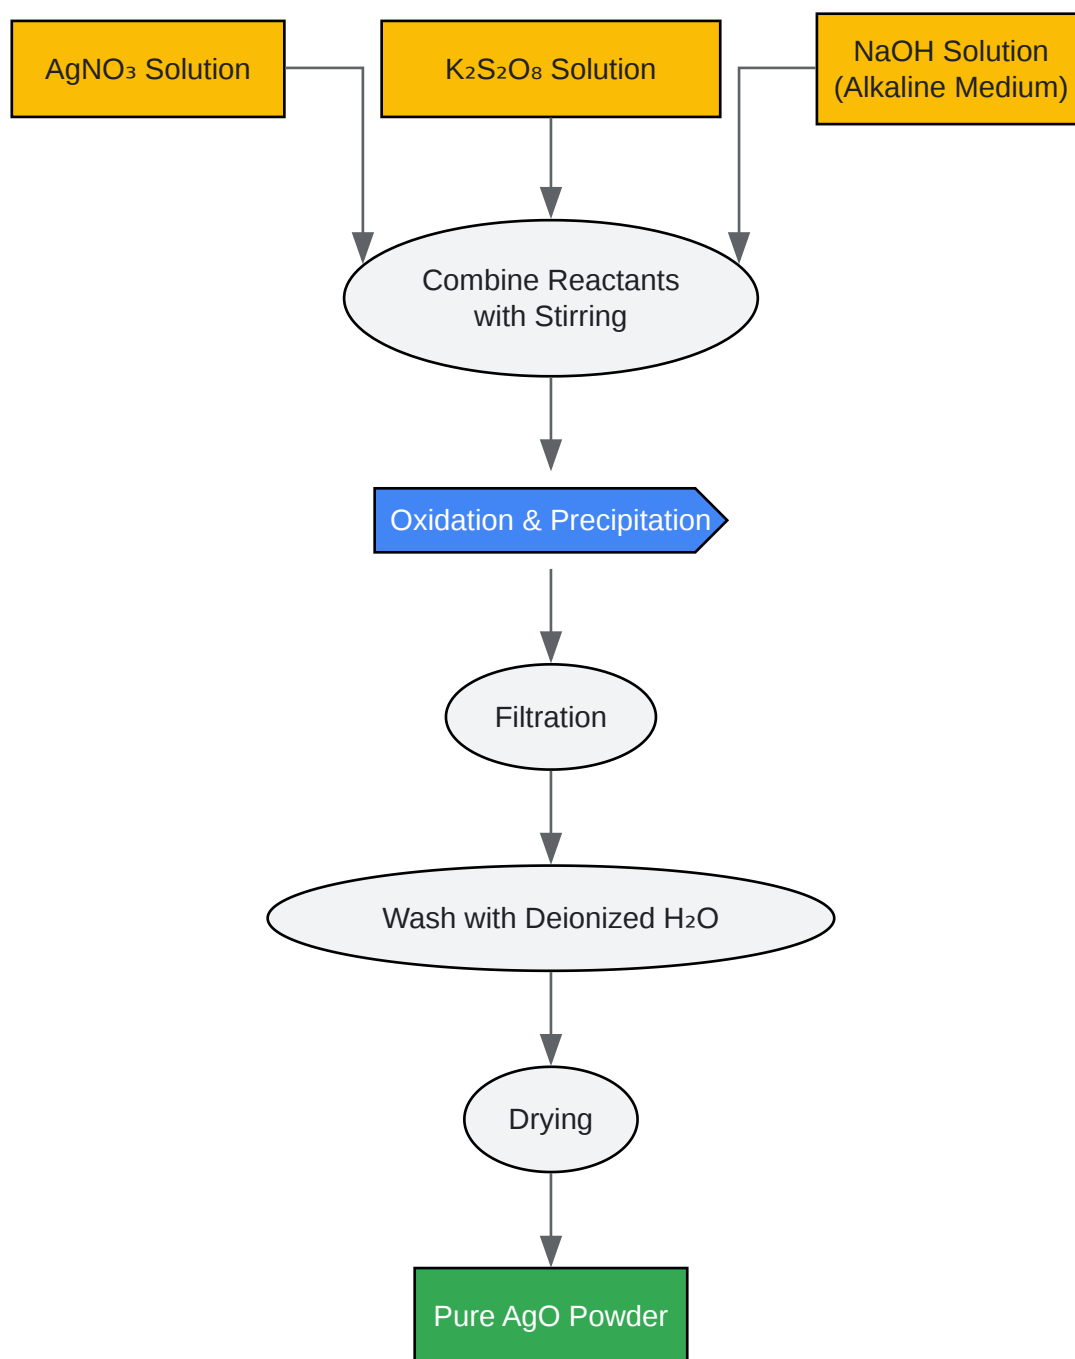 AgNO₃ Solution
K₂S₂O₈ Solution
NaOH Solution
(Alkaline Medium)
Combine Reactants
with Stirring
Oxidation & Precipitation
Filtration
Wash with Deionized H₂O
Drying
Pure AgO Powder